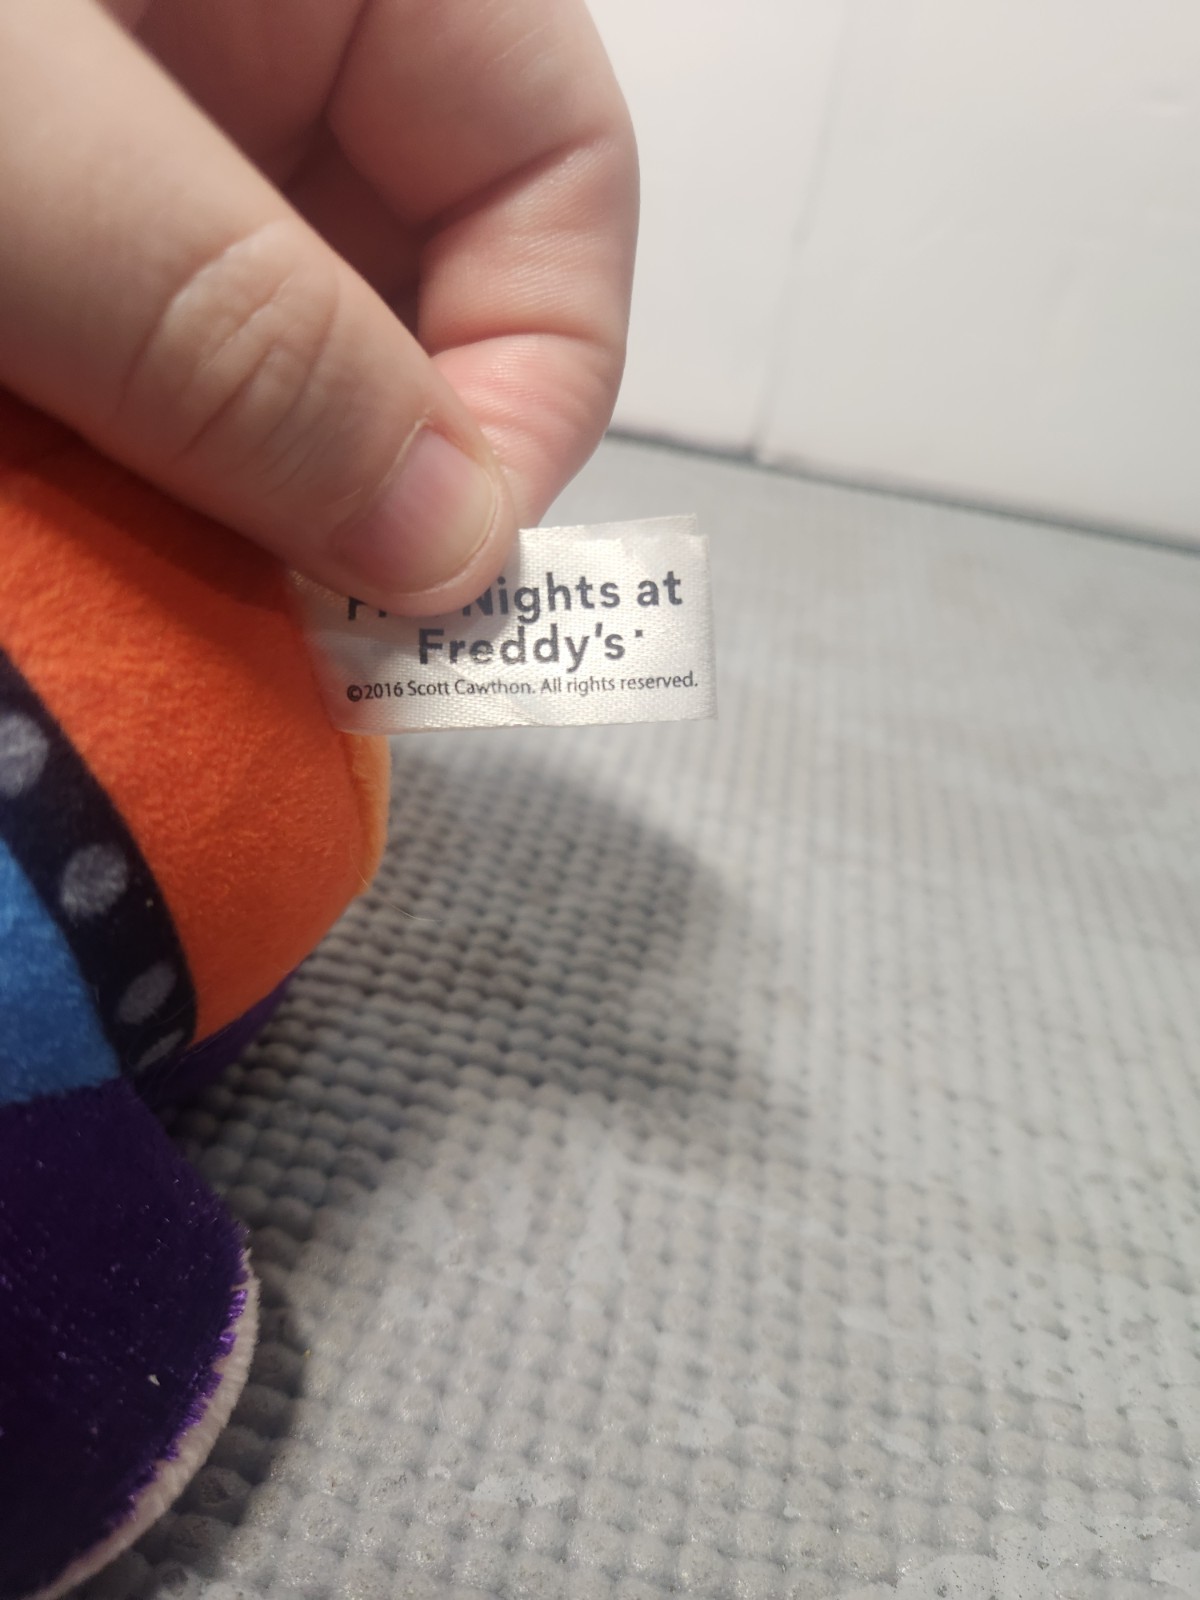 Nights at
Freddy's
©2016 Scott Cawthon. All rights reserved.